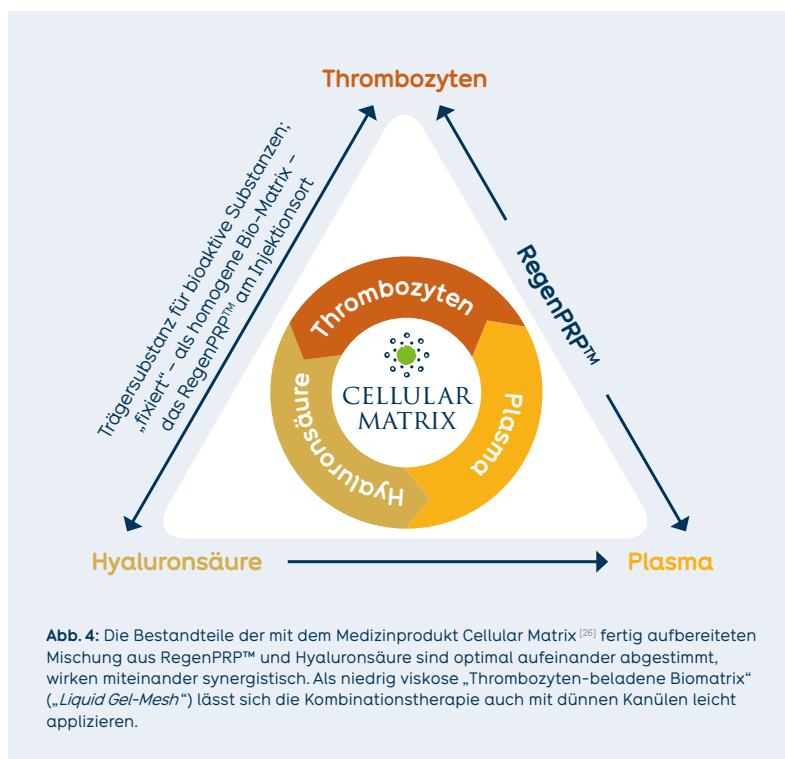 Thrombozyten
Trägersubstanz für bioaktive Substanzen;
„fixiert“ – als homogene Bio-Matrix –
das RegenPRP™ am Injektionsort
RegenPRP™
Thrombozyten
Hyaluronsäure
Plasma
CELLULAR
MATRIX
Hyaluronsäure
Plasma
Abb. 4: Die Bestandteile der mit dem Medizinprodukt Cellular Matrix [26] fertig aufbereiteten
Mischung aus RegenPRP™ und Hyaluronsäure sind optimal aufeinander abgestimmt,
wirken miteinander synergistisch. Als niedrig viskose „Thrombozyten-beladene Biomatrix“
(„Liquid Gel-Mesh“) lässt sich die Kombinationstherapie auch mit dünnen Kanülen leicht
applizieren.